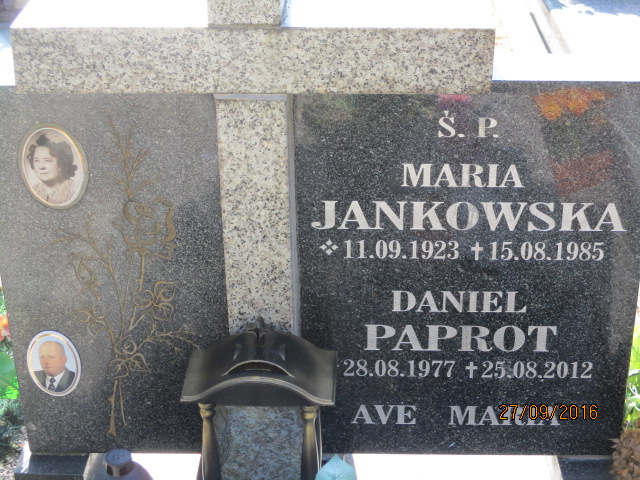 Ś. P.
MARIA
JANKOWSKA
11.09.1923 ✝ 15.08.1985
DANIEL
PAPROT
28.08.1977 ✝ 25.08.2012
AVE MARIA
27/09/2016